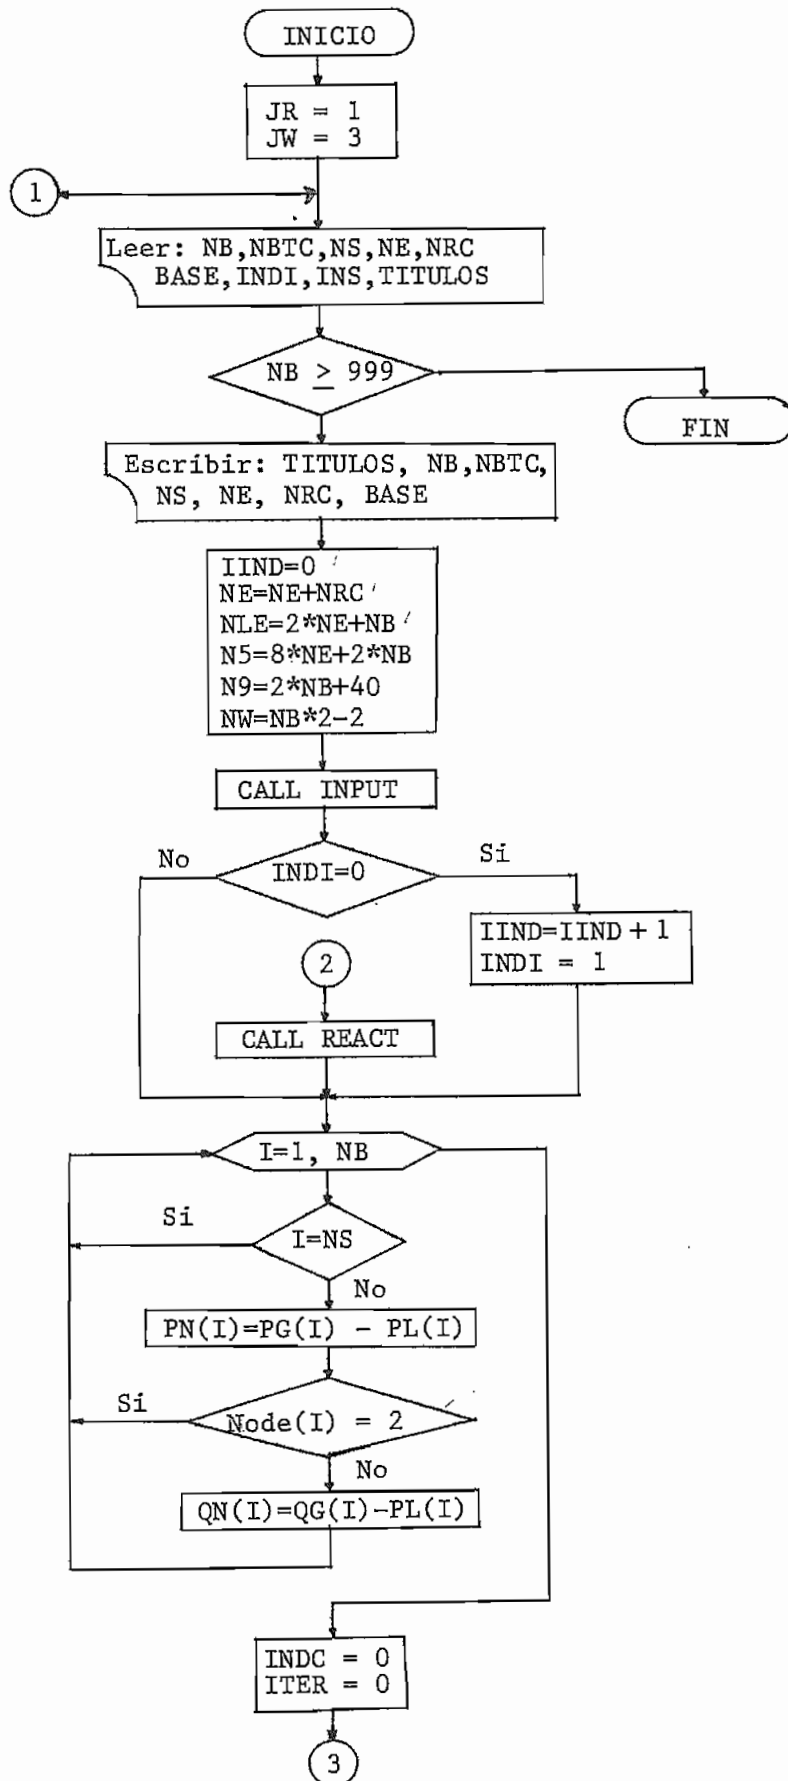 INICIO
JR = 1
JW = 3
1
Leer: NB,NBTC,NS,NE,NRC
BASE,INDI,INS,TITULOS
NB ≥ 999
FIN
Escribir: TITULOS, NB,NBTC,
NS, NE, NRC, BASE
IIND=0
NE=NE+NRC
NLE=2*NE+NB
N5=8*NE+2*NB
N9=2*NB+40
NW=NB*2-2
CALL INPUT
No
INDI=0
Si
IIND=IIND + 1
INDI = 1
2
CALL REACT
I=1, NB
Si
I=NS
No
PN(I)=PG(I) - PL(I)
Si
Node(I) = 2
No
QN(I)=QG(I)-PL(I)
INDC = 0
ITER = 0
3